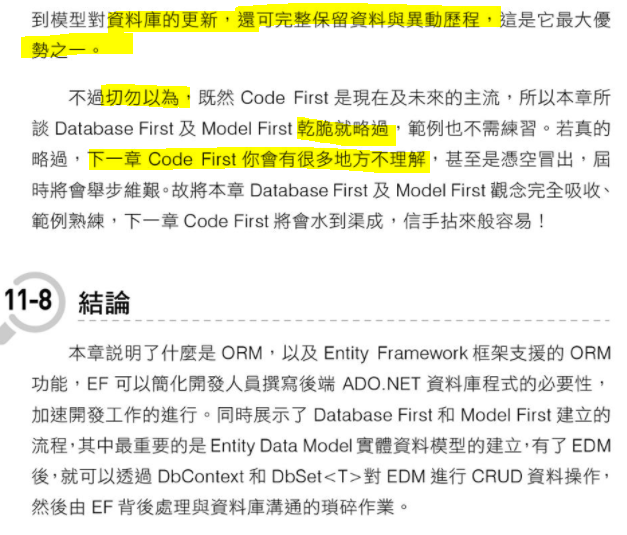 到模型對資料庫的更新，還可完整保留資料與異動歷程，這是它最大優
勢之一。
不過切勿以為，既然 Code First 是現在及未來的主流，所以本章所
談 Database First 及 Model First 乾脆就略過，範例也不需練習。若真的
略過，下一章 Code First 你會有很多地方不理解，甚至是憑空冒出，屆
時將會舉步維艱。故將本章 Database First 及 Model First 觀念完全吸收、
範例熟練，下一章 Code First 將會水到渠成，信手拈來般容易！
11-8 結論
本章說明了什麼是 ORM，以及 Entity Framework 框架支援的 ORM
功能，EF 可以簡化開發人員撰寫後端 ADO.NET 資料庫程式的必要性，
加速開發工作的進行。同時展示了 Database First 和 Model First 建立的
流程，其中最重要的是 Entity Data Model 實體資料模型的建立，有了 EDM
後，就可以透過 DbContext 和 DbSet<T>對 EDM 進行 CRUD 資料操作，
然後由 EF 背後處理與資料庫溝通的瑣碎作業。